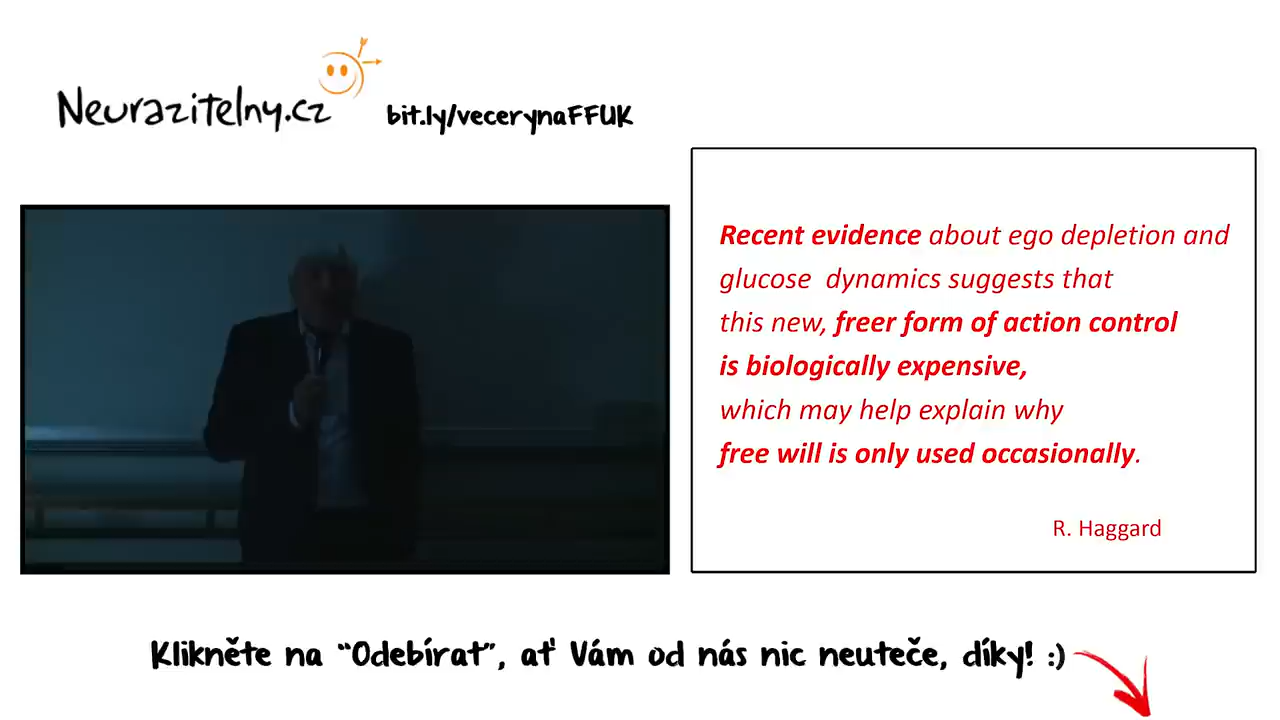 Neurazitelny.cz
bit.ly/vecerynaFFUK
Recent evidence about ego depletion and
glucose dynamics suggests that
this new, freer form of action control
is biologically expensive,
which may help explain why
free will is only used occasionally.
R. Haggard
Klikněte na "Odebírat", ať Vám od nás nic neuteče, díky! :)